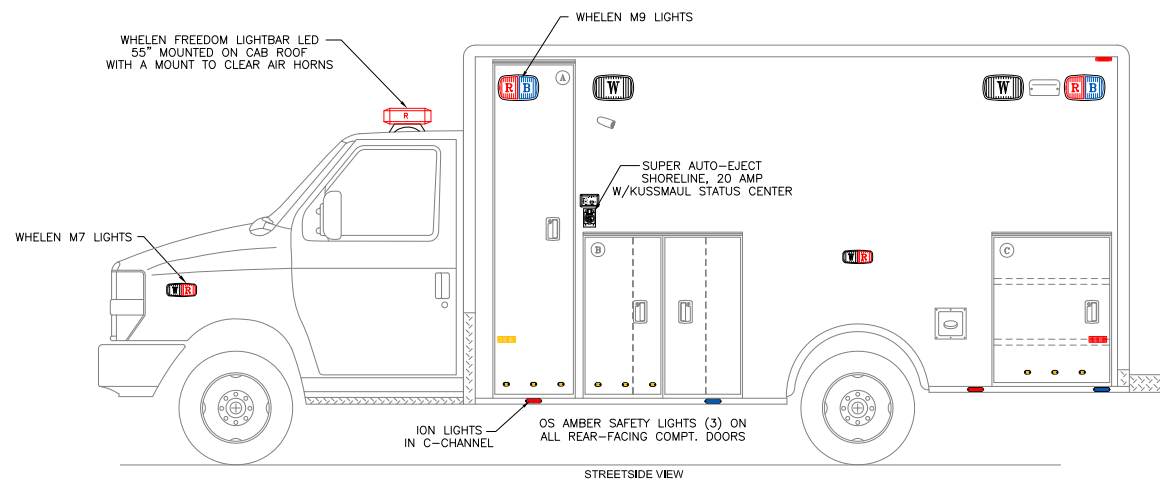 WHELEN M9 LIGHTS
WHELEN FREEDOM LIGHTBAR LED
55" MOUNTED ON CAB ROOF
WITH A MOUNT TO CLEAR AIR HORNS
R
A
R B
W
W
R B
SUPER AUTO-EJECT
SHORELINE, 20 AMP
W/KUSSMAUL STATUS CENTER
WHELEN M7 LIGHTS
W R
B
W R
C
ION LIGHTS
IN C-CHANNEL
OS AMBER SAFETY LIGHTS (3) ON
ALL REAR-FACING COMPT. DOORS
STREETSIDE VIEW